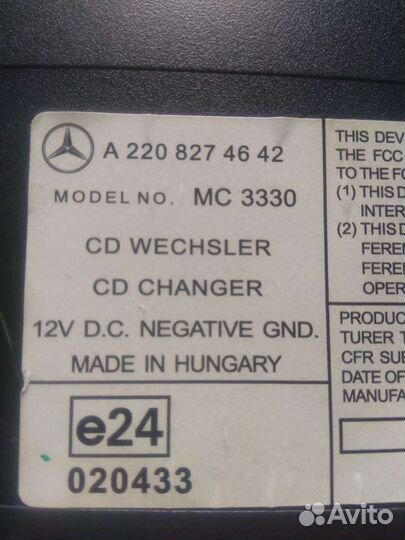 A 220 827 46 42
MODEL NO. MC 3330
CD WECHSLER
CD CHANGER
12V D.C. NEGATIVE GND.
MADE IN HUNGARY
e24
020433
THIS DEV
THE FCC
TO THE FC
(1) THIS D
INTER
(2) THIS D
FEREN
FEREN
OPER
PRODUC
TURER T
CFR SUB
DATE OF
MANUFA
Avito